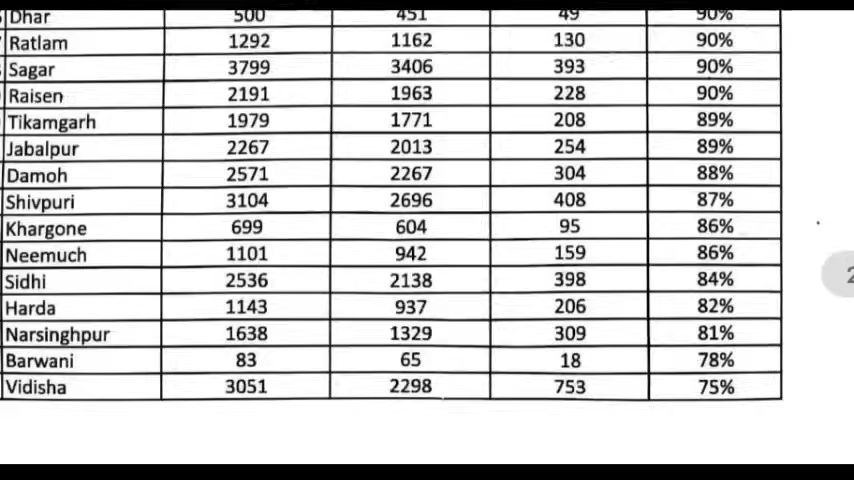 Dhar 500 451 49 90%
Ratlam 1292 1162 130 90%
Sagar 3799 3406 393 90%
Raisen 2191 1963 228 90%
Tikamgarh 1979 1771 208 89%
Jabalpur 2267 2013 254 89%
Damoh 2571 2267 304 88%
Shivpuri 3104 2696 408 87%
Khargone 699 604 95 86%
Neemuch 1101 942 159 86%
Sidhi 2536 2138 398 84%
Harda 1143 937 206 82%
Narsinghpur 1638 1329 309 81%
Barwani 83 65 18 78%
Vidisha 3051 2298 753 75%